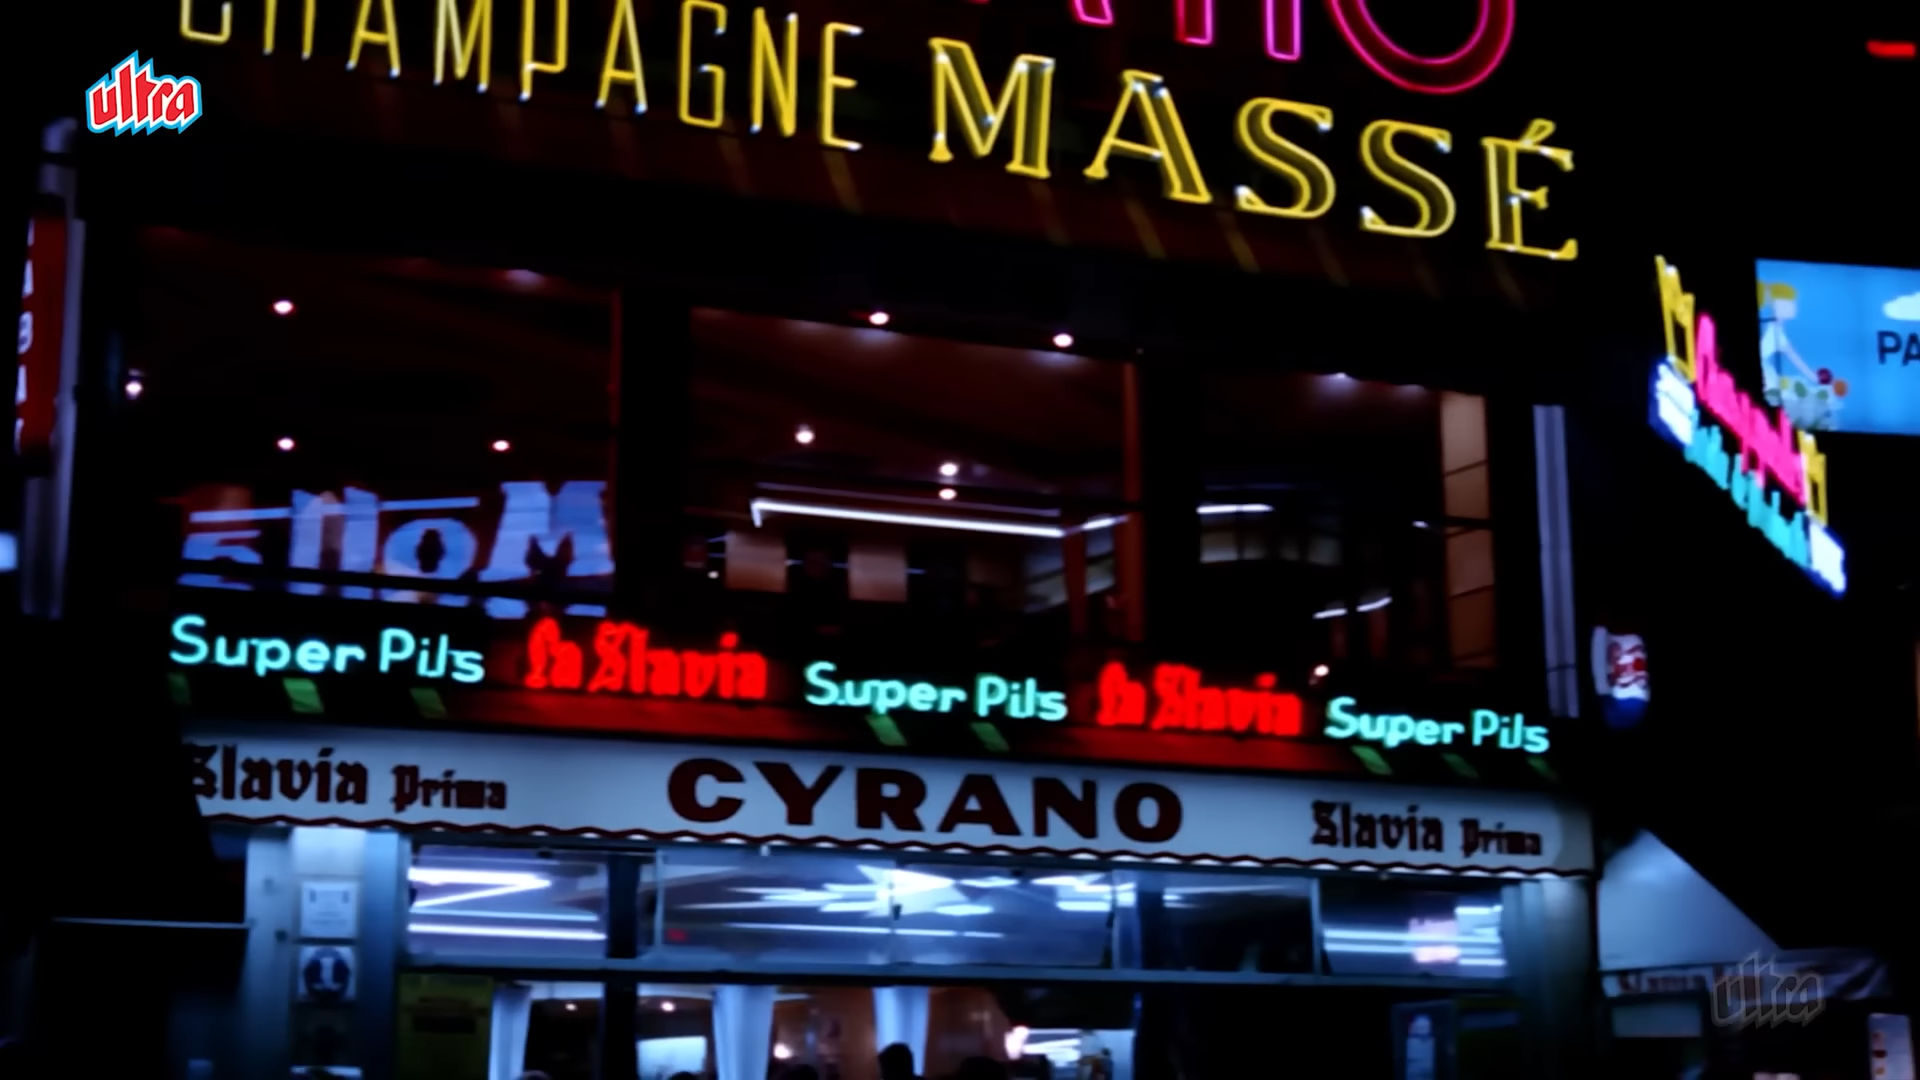 CHAMPAGNE MASSÉ
ultra
PA
Super Pils la Slavia Super Pils la Slavia Super Pils
Slavia Prima CYRANO Slavia Prima
ultra